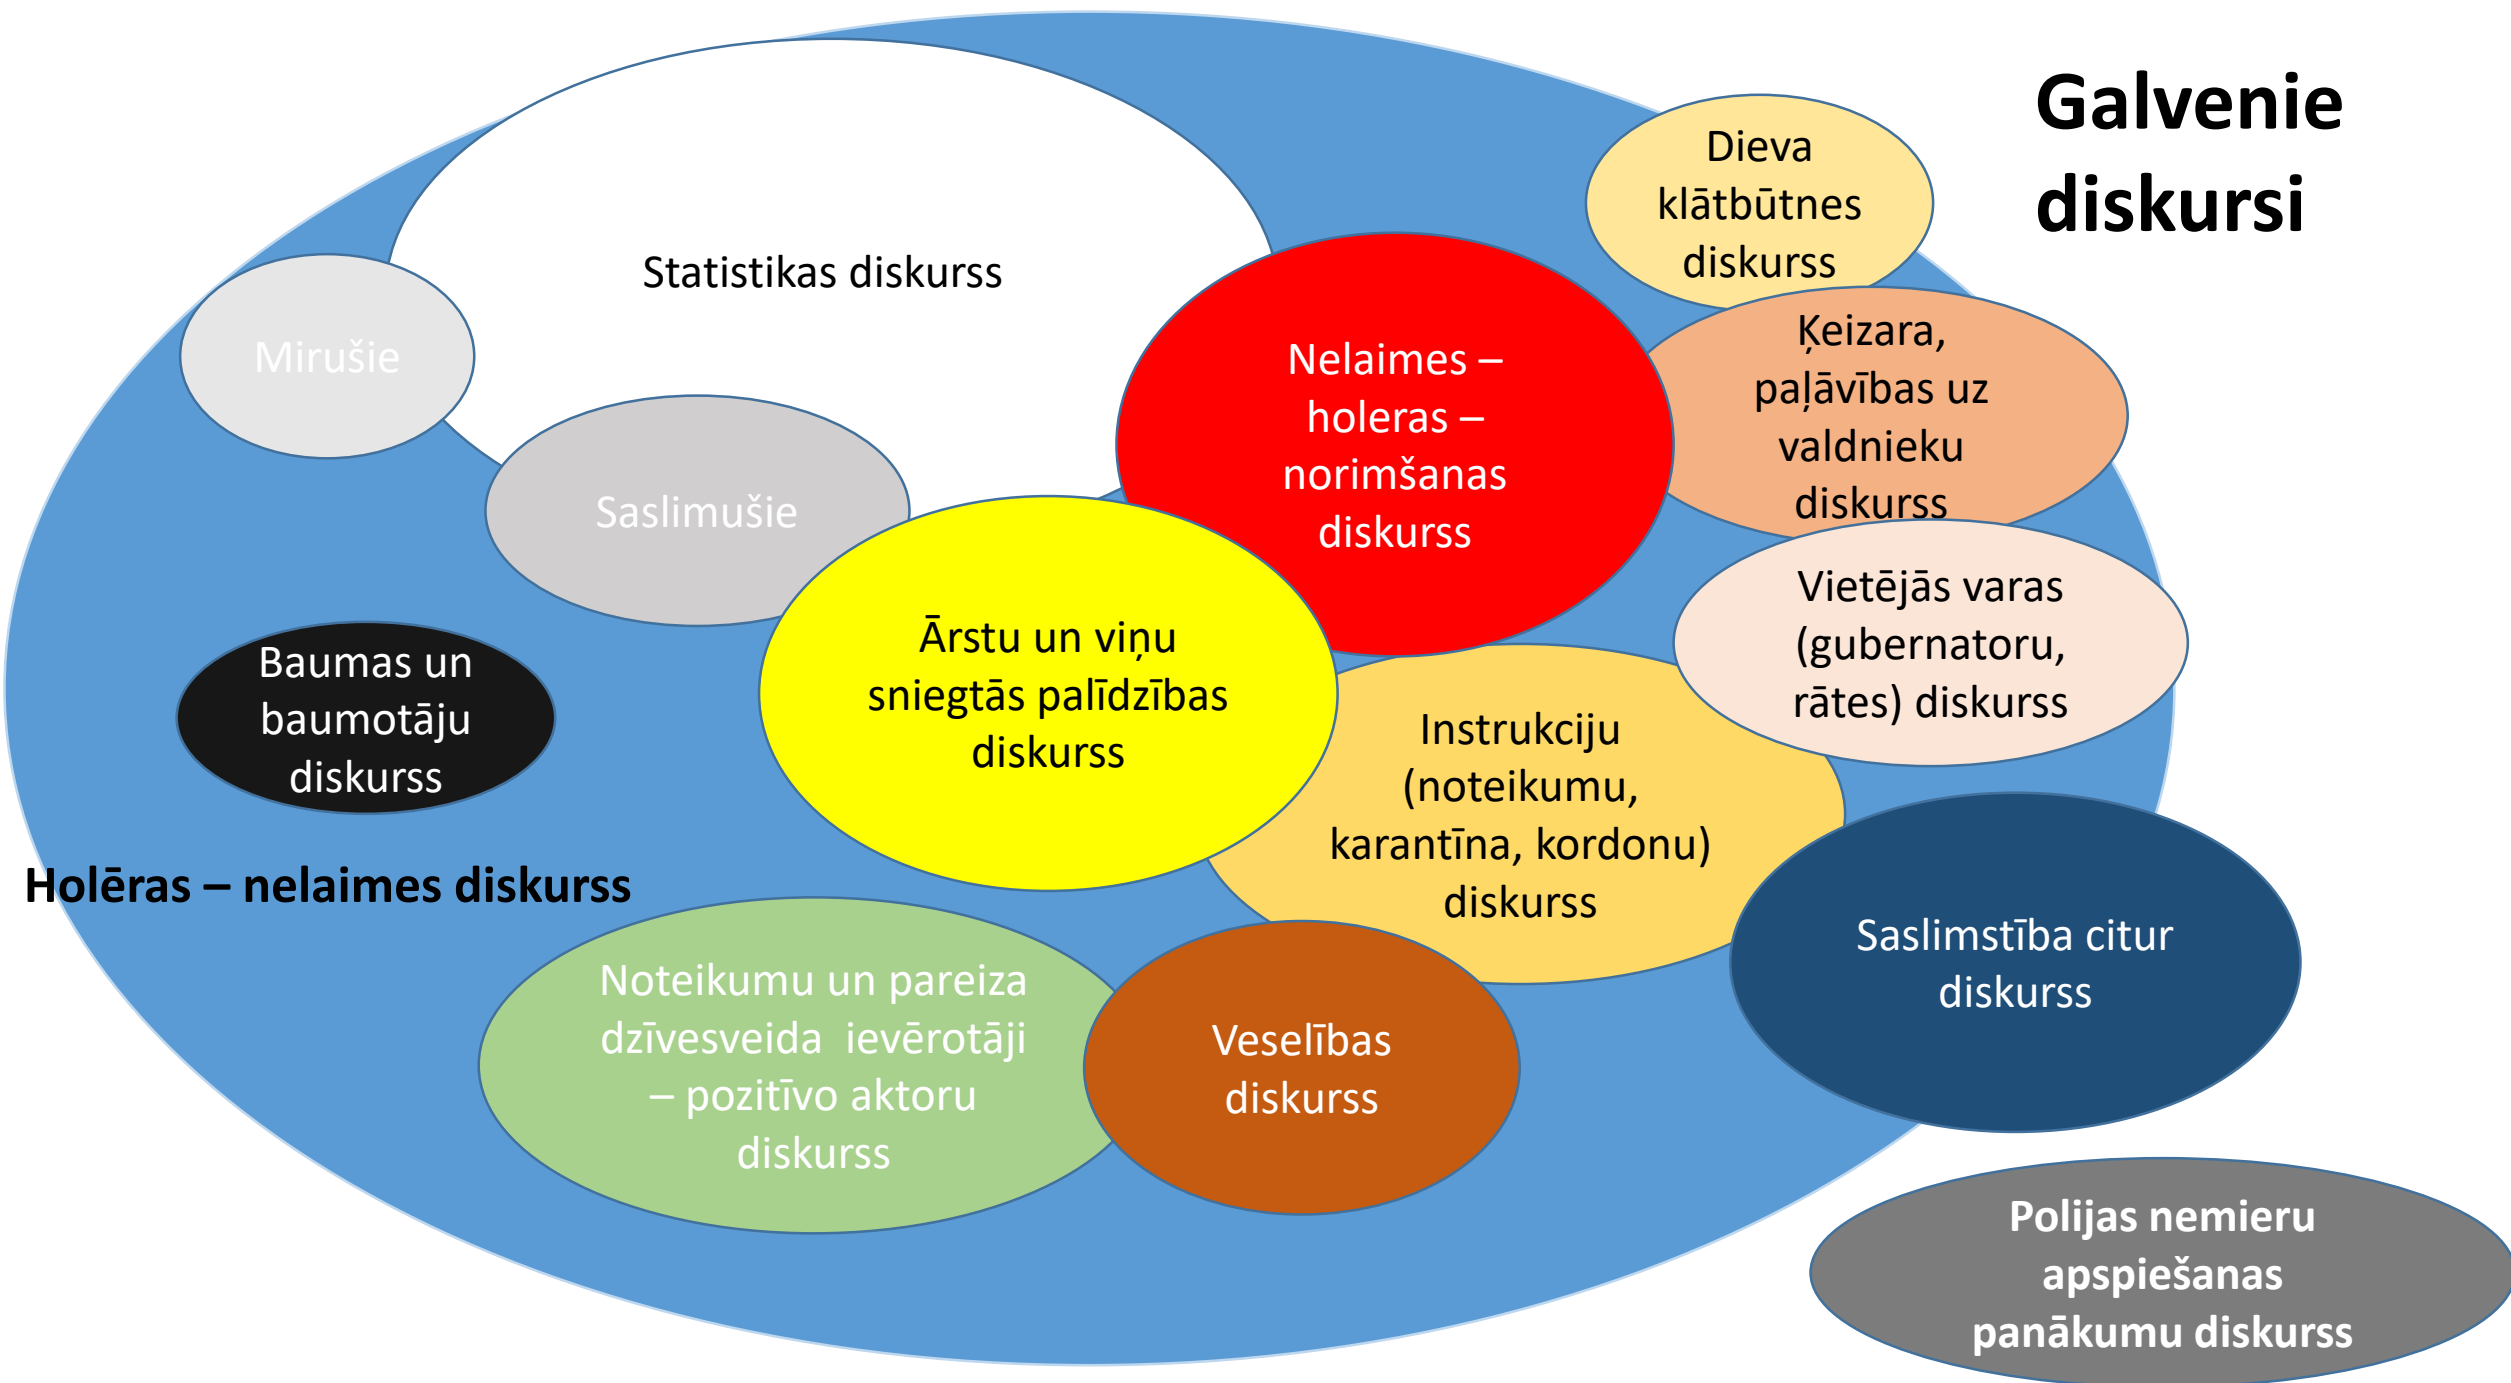 Galvenie
diskursi
Statistikas diskurss
Dieva
klātbūtnes
diskurss
Mirušie
Saslimušie
Nelaimes –
holeras –
norimšanas
diskurss
Ķeizara,
paļāvības uz
valdnieku
diskurss
Vietējās varas
(gubernatoru,
rātes) diskurss
Baumas un
baumotāju
diskurss
Ārstu un viņu
sniegtās palīdzības
diskurss
Instrukciju
(noteikumu,
karantīna, kordonu)
diskurss
Holēras – nelaimes diskurss
Saslimstība citur
diskurss
Noteikumu un pareiza
dzīvesveida  ievērotāji
– pozitīvo aktoru
diskurss
Veselības
diskurss
Polijas nemieru
apspiešanas
panākumu diskurss